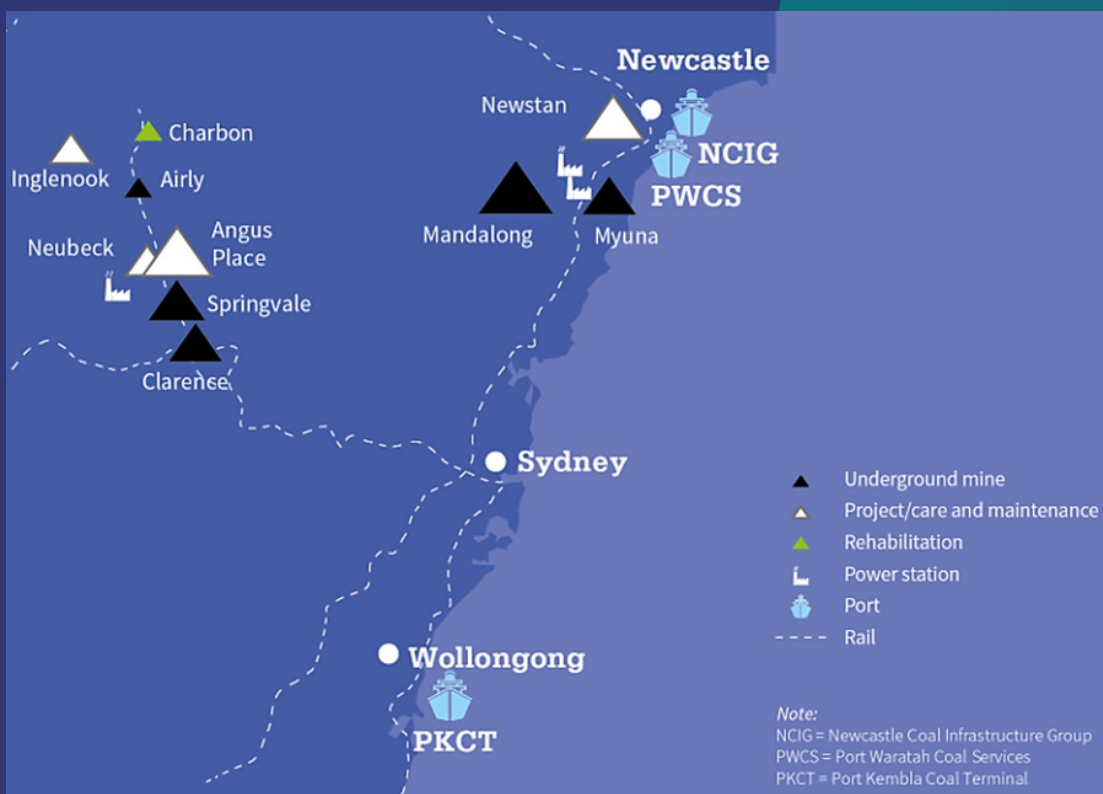 Newcastle
Newstan
NCIG
PWCS
Charbon
Inglenook
Airly
Mandalong
Myuna
Neubeck
Angus
Place
Springvale
Clarence
Sydney
Wollongong
PKCT
Underground mine
Project/care and maintenance
Rehabilitation
Power station
Port
Rail
Note:
NCIG = Newcastle Coal Infrastructure Group
PWCS = Port Waratah Coal Services
PKCT = Port Kembla Coal Terminal